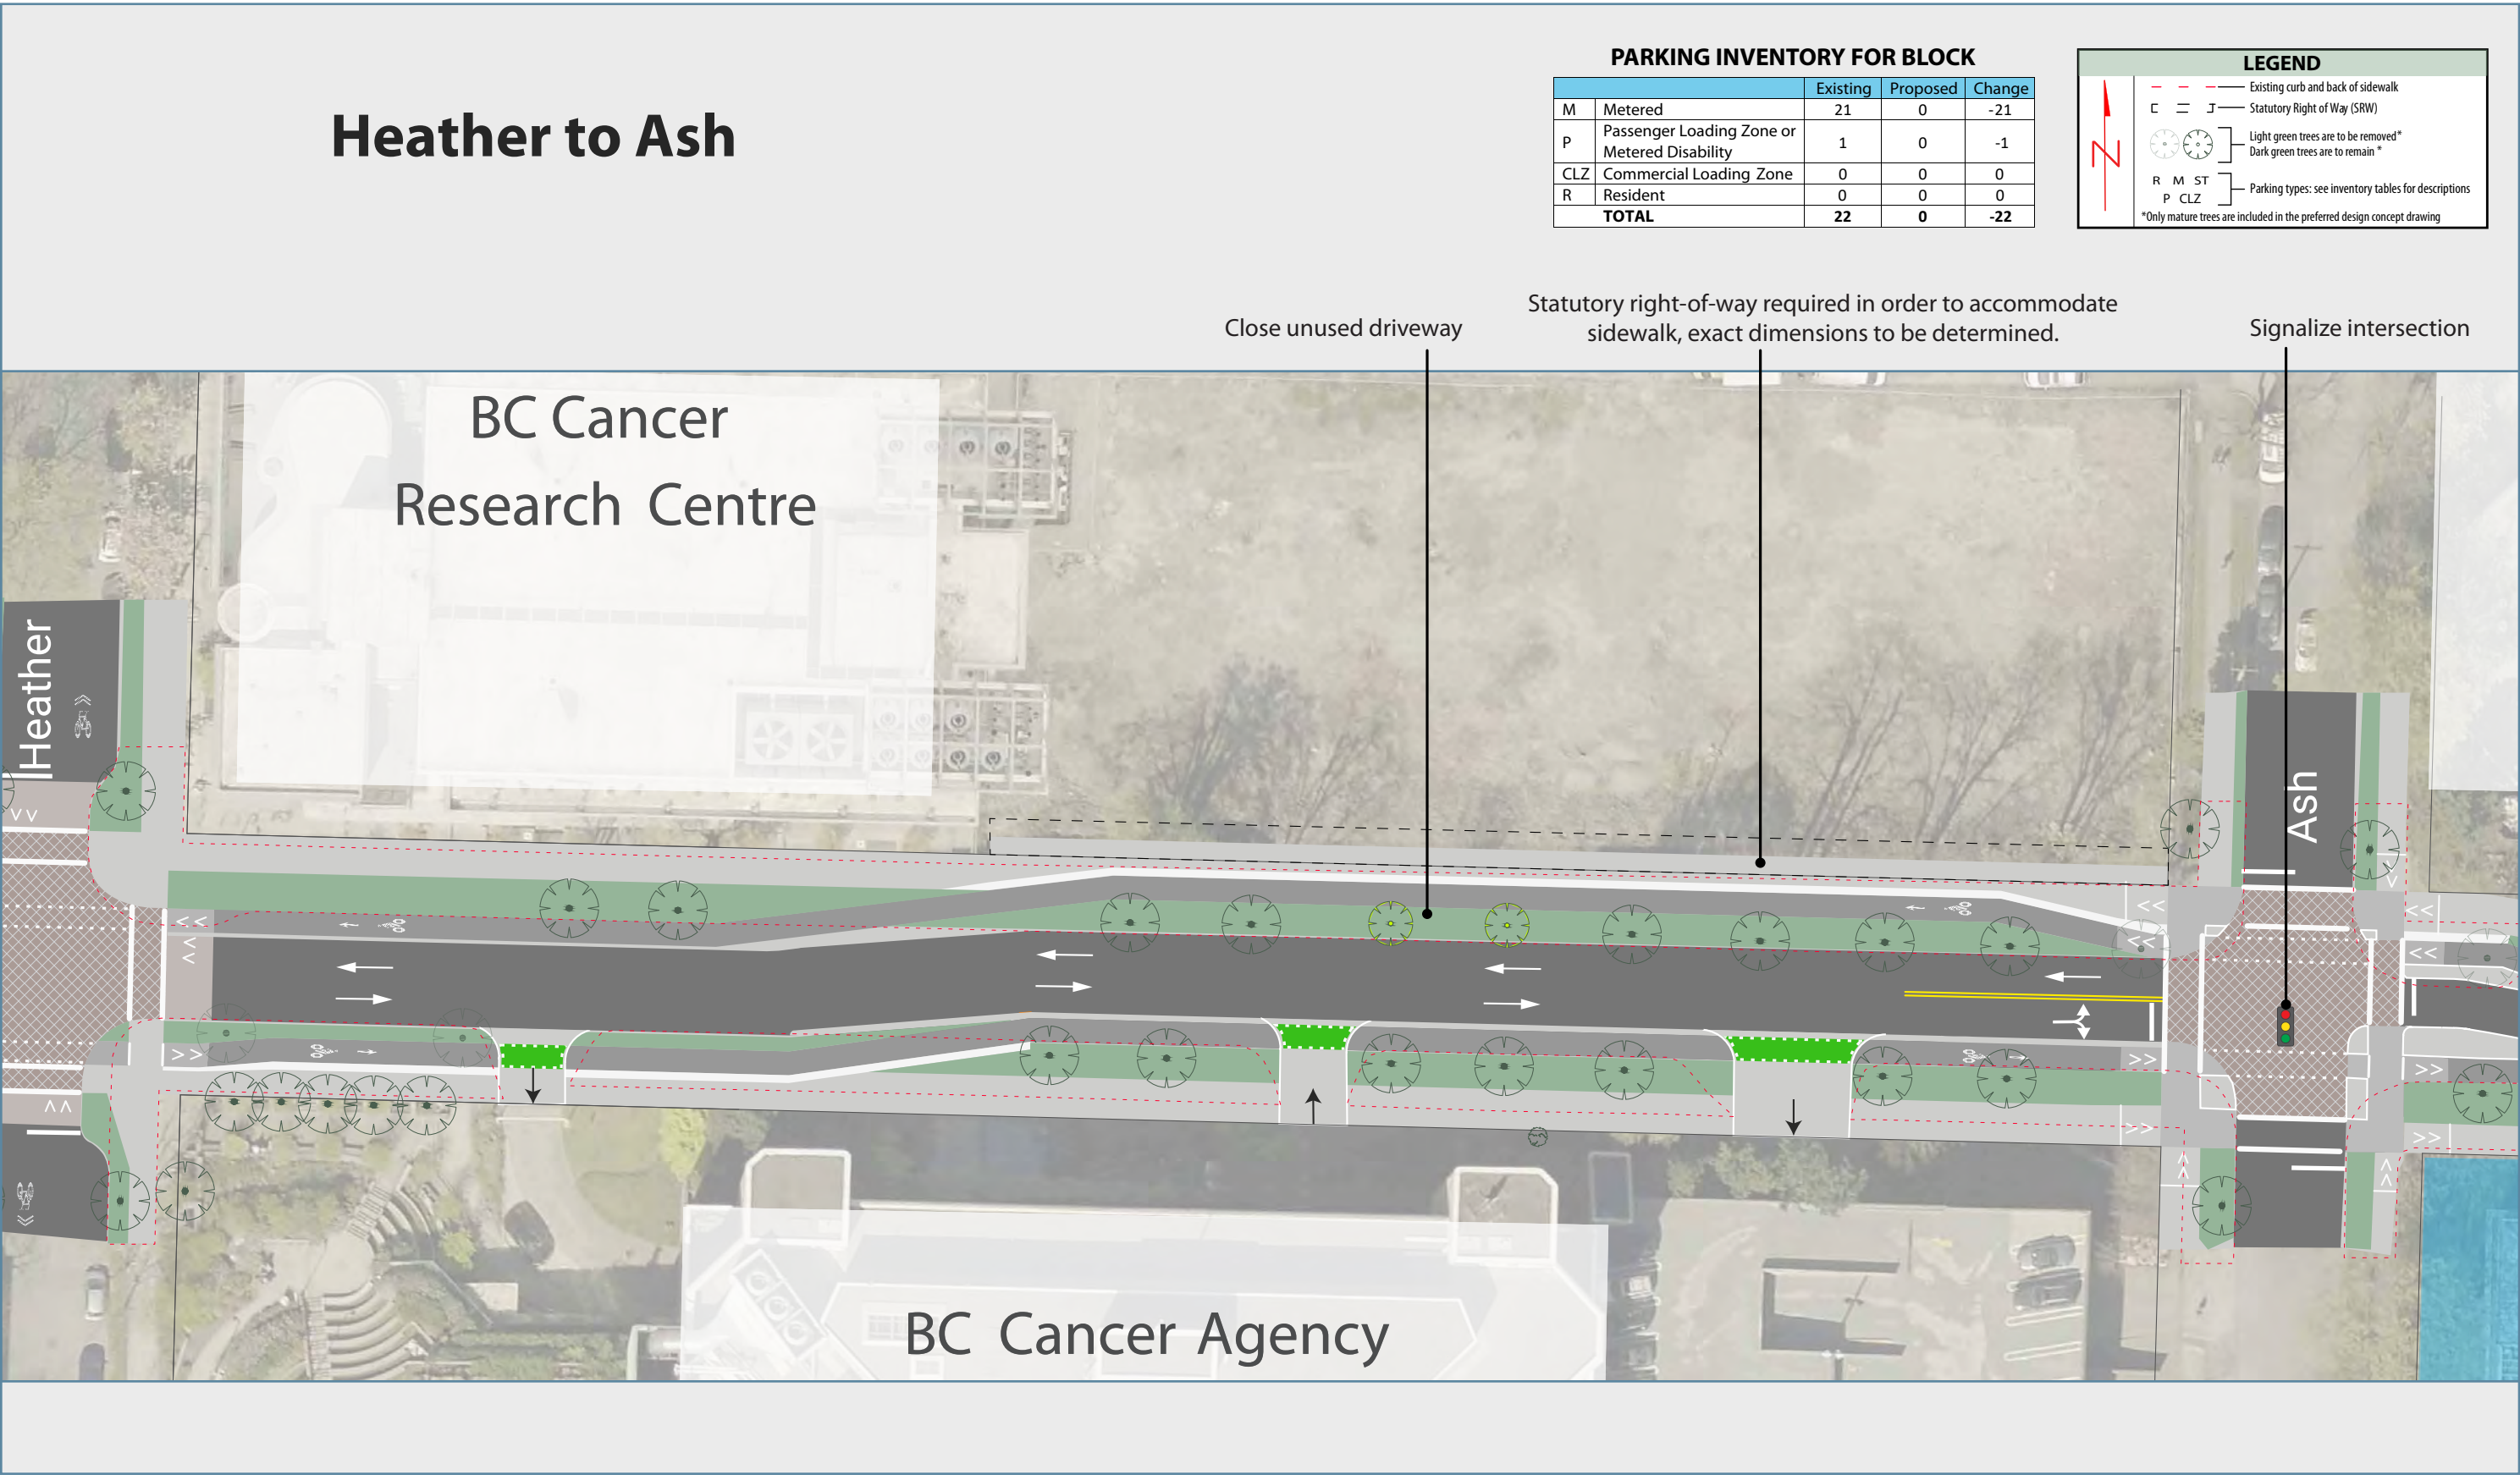 Heather to Ash
PARKING INVENTORY FOR BLOCK
Existing Proposed Change
M Metered 21 0 -21
P Passenger Loading Zone or
Metered Disability 1 0 -1
CLZ Commercial Loading Zone 0 0 0
R Resident 0 0 0
TOTAL 22 0 -22
LEGEND
Existing curb and back of sidewalk
Statutory Right of Way (SRW)
Light green trees are to be removed*
Dark green trees are to remain *
R M ST
P CLZ
Parking types: see inventory tables for descriptions
*Only mature trees are included in the preferred design concept drawing
N
Close unused driveway
Statutory right-of-way required in order to accommodate
sidewalk, exact dimensions to be determined.
Signalize intersection
BC Cancer
Research Centre
Heather
Ash
BC Cancer Agency